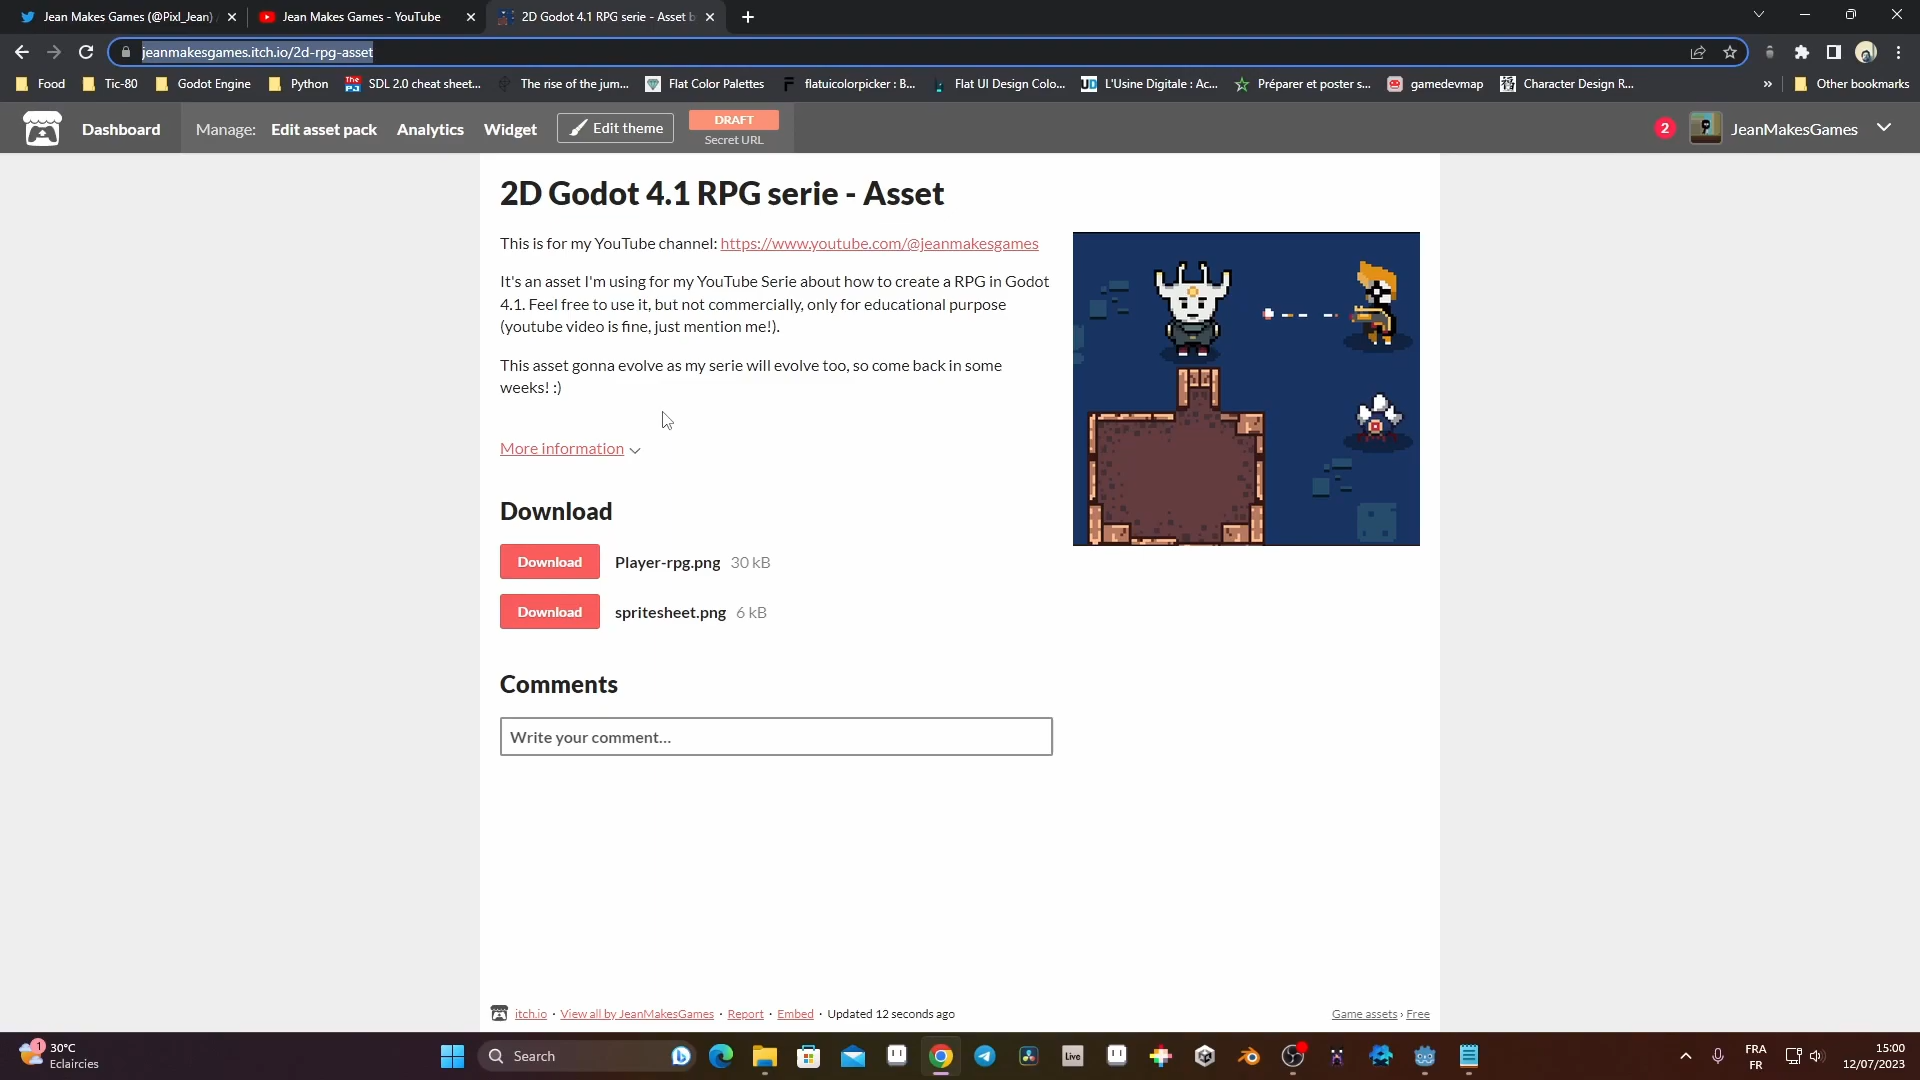 Jean Makes Games (@Pixl_Jean)
Jean Makes Games - YouTube
2D Godot 4.1 RPG serie - Asset b
jeanmakesgames.itch.io/2d-rpg-asset
Food
Tic-80
Godot Engine
Python
SDL 2.0 cheat sheet...
The rise of the jum...
Flat Color Palettes
flatuicolorpicker : B...
Flat UI Design Colo...
L'Usine Digitale : Ac...
Préparer et poster s...
gamedevmap
Character Design R...
»
Other bookmarks
Dashboard
Manage:
Edit asset pack
Analytics
Widget
Edit theme
DRAFT
Secret URL
2
JeanMakesGames
2D Godot 4.1 RPG serie - Asset
This is for my YouTube channel: https://www.youtube.com/@jeanmakesgames
It's an asset I'm using for my YouTube Serie about how to create a RPG in Godot
4.1. Feel free to use it, but not commercially, only for educational purpose
(youtube video is fine, just mention me!).
This asset gonna evolve as my serie will evolve too, so come back in some
weeks! :)
More information
Download
Download Player-rpg.png 30 kB
Download spritesheet.png 6 kB
Comments
Write your comment...
itch.io · View all by JeanMakesGames · Report · Embed · Updated 12 seconds ago
Game assets › Free
1
30°C
Eclaircies
Search
Live
FRA
FR
15:00
12/07/2023